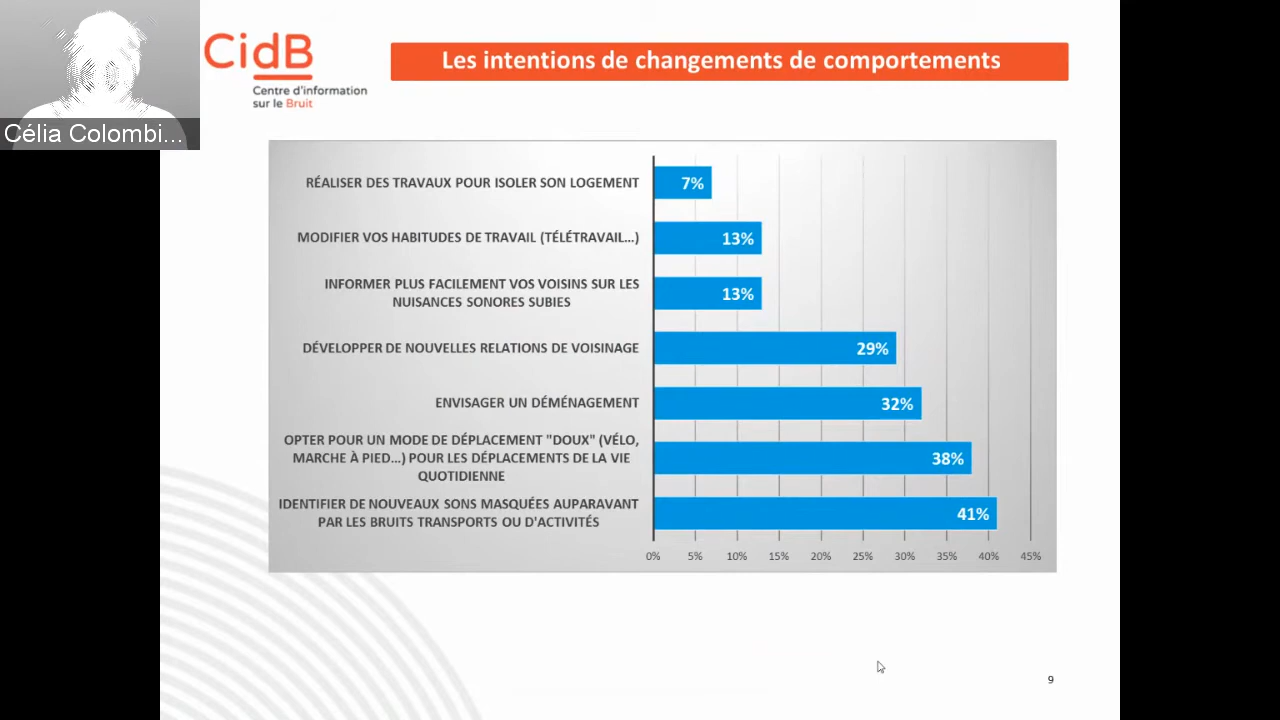 CidB
Centre d'information
sur le Bruit
Les intentions de changements de comportements
Célia Colombi...
RÉALISER DES TRAVAUX POUR ISOLER SON LOGEMENT
7%
MODIFIER VOS HABITUDES DE TRAVAIL (TÉLÉTRAVAIL...)
13%
INFORMER PLUS FACILEMENT VOS VOISINS SUR LES
NUISANCES SONORES SUBIES
13%
DÉVELOPPER DE NOUVELLES RELATIONS DE VOISINAGE
29%
ENVISAGER UN DÉMÉNAGEMENT
32%
OPTER POUR UN MODE DE DÉPLACEMENT "DOUX" (VÉLO,
MARCHE À PIED...) POUR LES DÉPLACEMENTS DE LA VIE
QUOTIDIENNE
38%
IDENTIFIER DE NOUVEAUX SONS MASQUÉES AUPARAVANT
PAR LES BRUITS TRANSPORTS OU D'ACTIVITÉS
41%
0% 5% 10% 15% 20% 25% 30% 35% 40% 45%
9